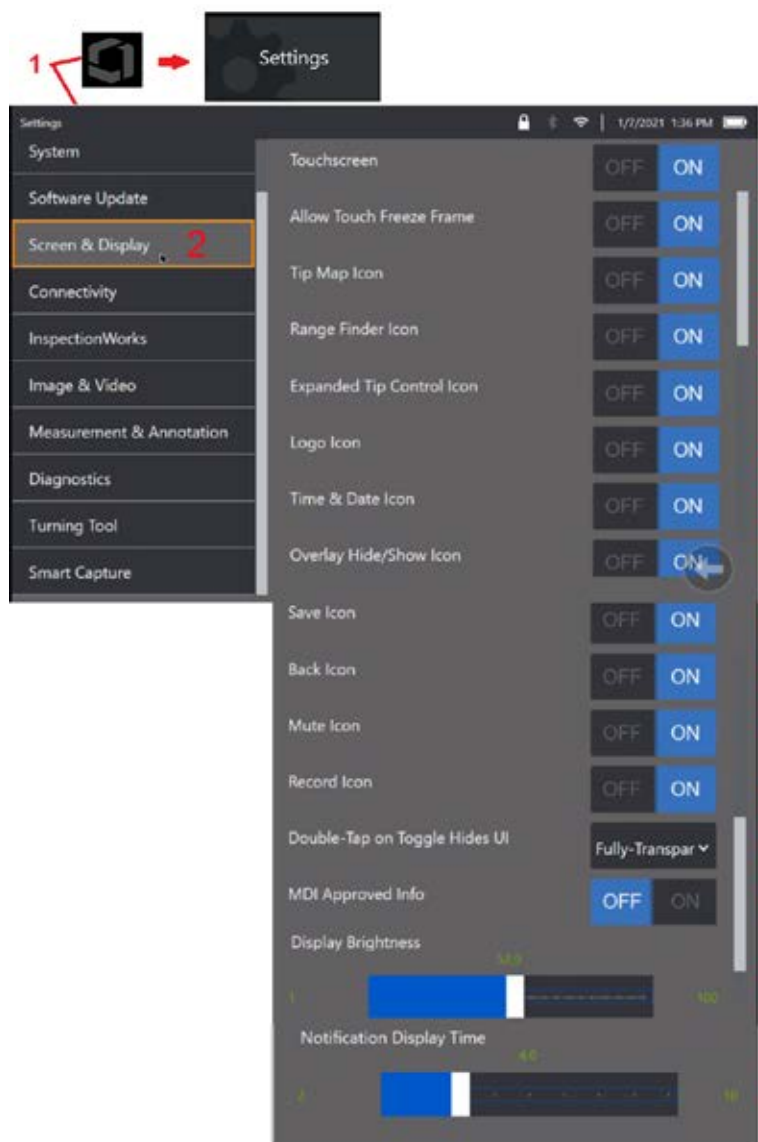 1
Settings
Settings
1/7/2021 1:36 PM
System
Software Update
Screen & Display 2
Connectivity
InspectionWorks
Image & Video
Measurement & Annotation
Diagnostics
Turning Tool
Smart Capture
Touchscreen OFF ON
Allow Touch Freeze Frame OFF ON
Tip Map Icon OFF ON
Range Finder Icon OFF ON
Expanded Tip Control Icon OFF ON
Logo Icon OFF ON
Time & Date Icon OFF ON
Overlay Hide/Show Icon OFF ON
Save Icon OFF ON
Back Icon OFF ON
Mute Icon OFF ON
Record Icon OFF ON
Double-Tap on Toggle Hides UI Fully-Transpar
MDI Approved Info OFF ON
Display Brightness
1 100
Notification Display Time
4.0
2